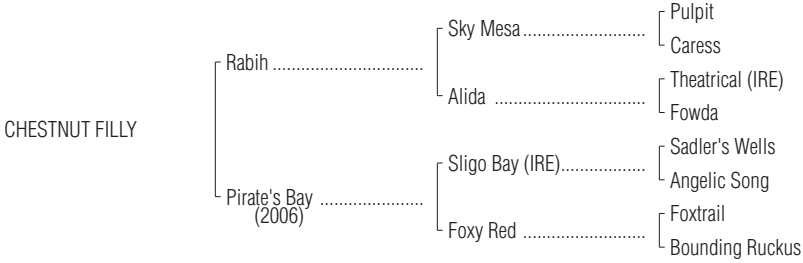 Pulpit
Sky Mesa..............................
Caress
Rabih .....................................
Theatrical (IRE)
Alida .....................................
Fowda
CHESTNUT FILLY
Sadler's Wells
Sligo Bay (IRE).....................
Angelic Song
Pirate's Bay .........................
(2006)
Foxtrail
Foxy Red ..............................
Bounding Ruckus